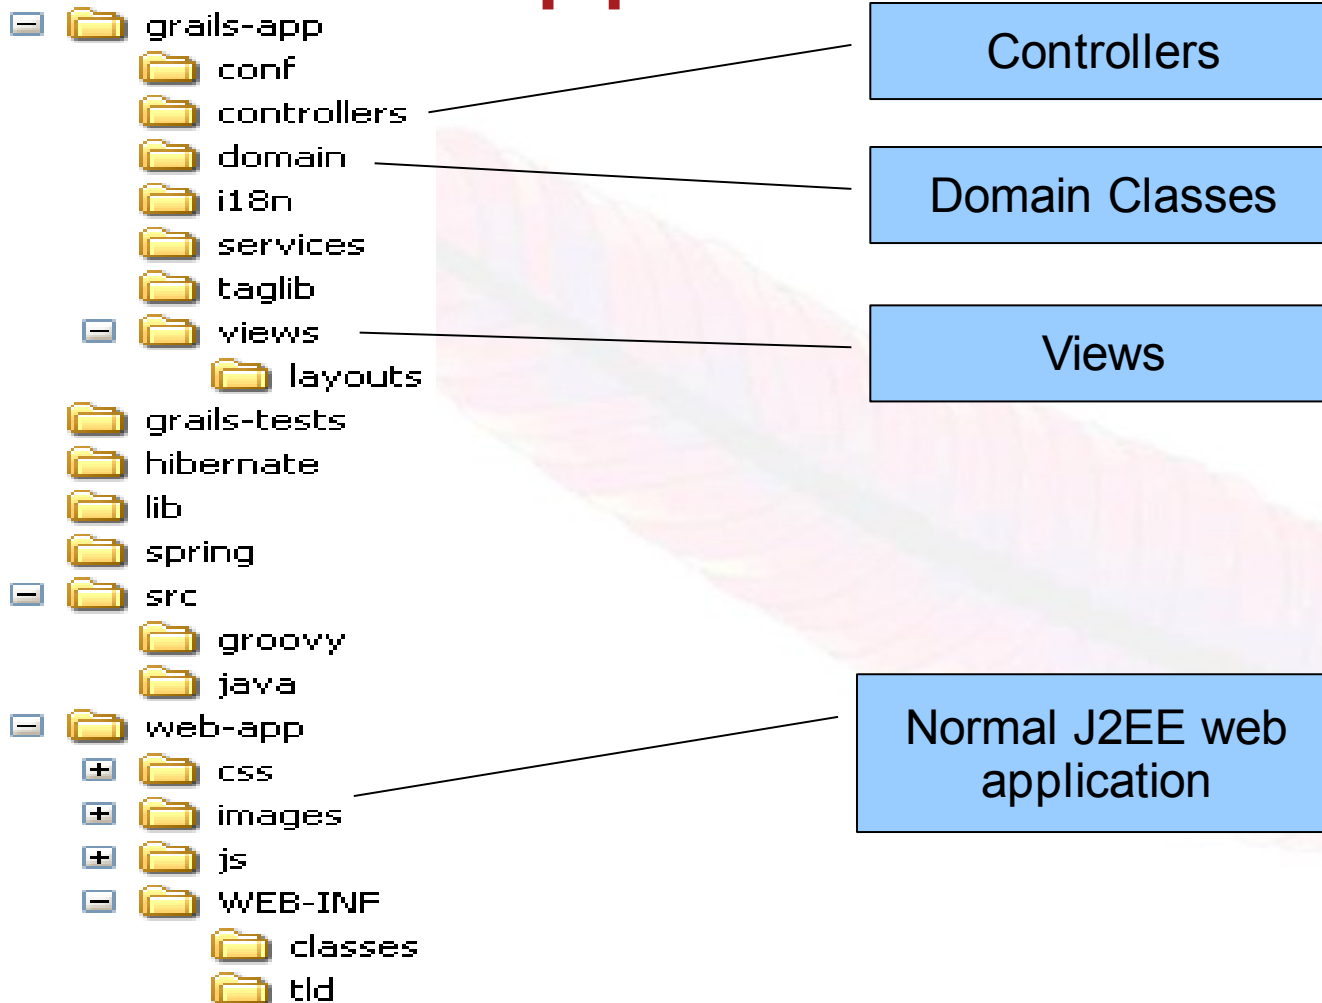 grails-app
conf
controllers
domain
i18n
services
taglib
views
layouts
grails-tests
hibernate
lib
spring
src
groovy
java
web-app
css
images
js
WEB-INF
classes
tld
Controllers
Domain Classes
Views
Normal J2EE web
application